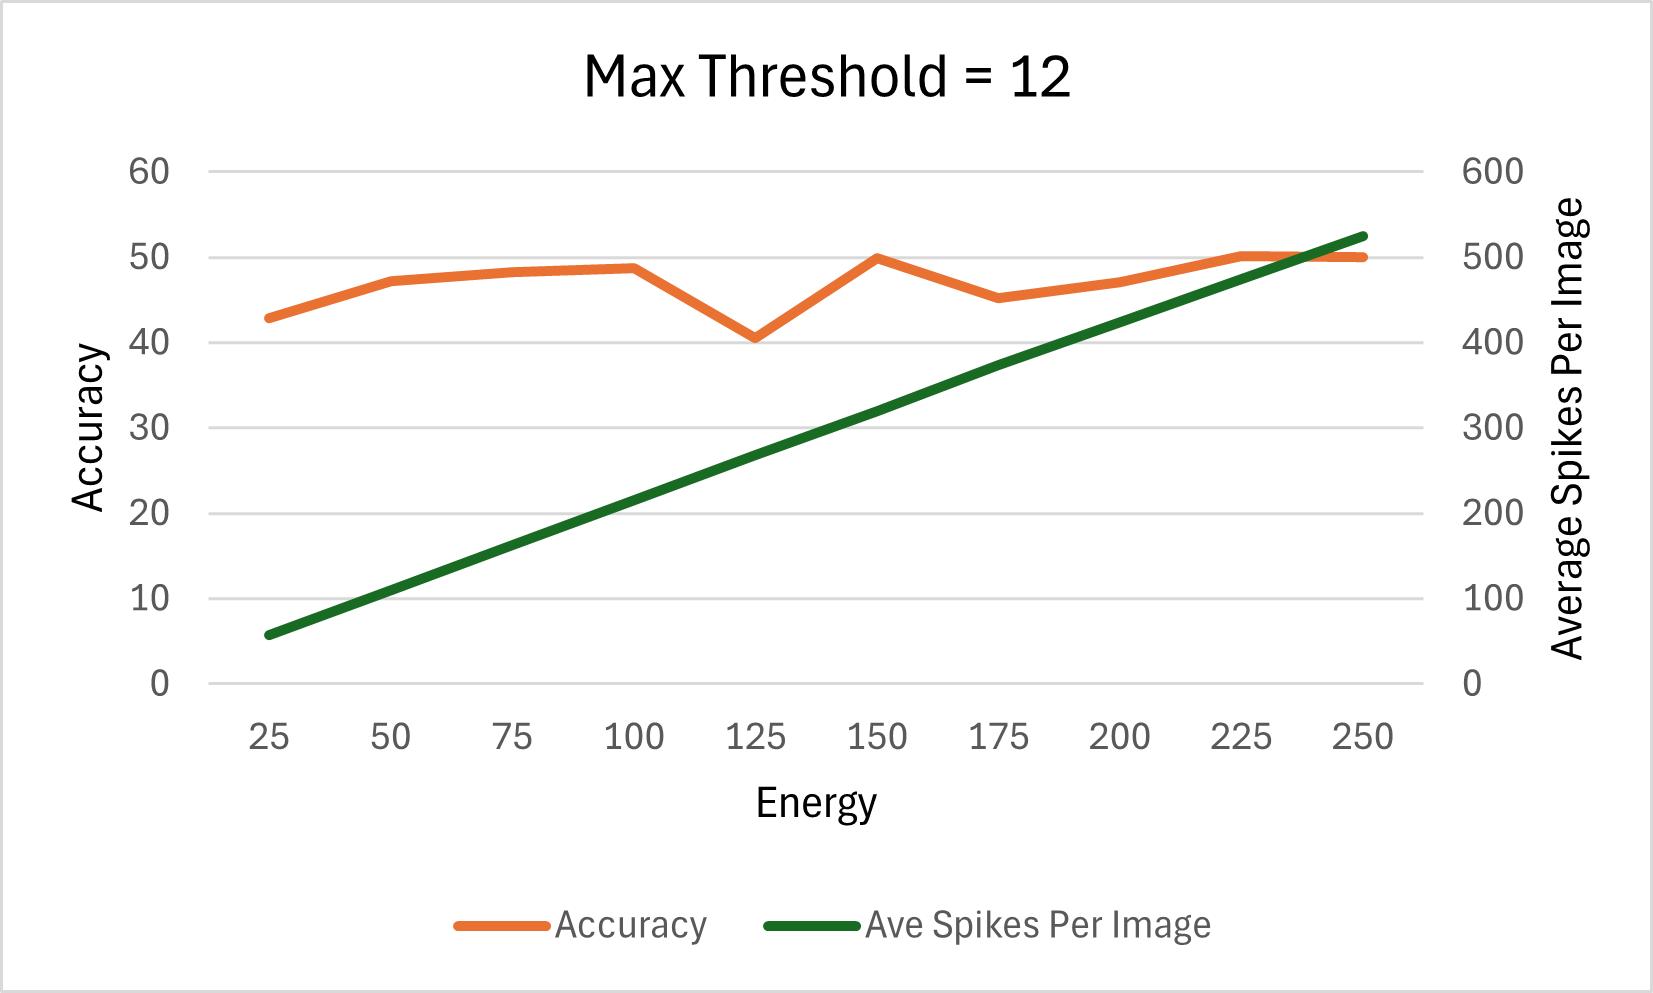 Max Threshold = 12
60
50
40
30
20
10
0
Accuracy
600
500
400
300
200
100
0
Average Spikes Per Image
25 50 75 100 125 150 175 200 225 250
Energy
Accuracy Ave Spikes Per Image